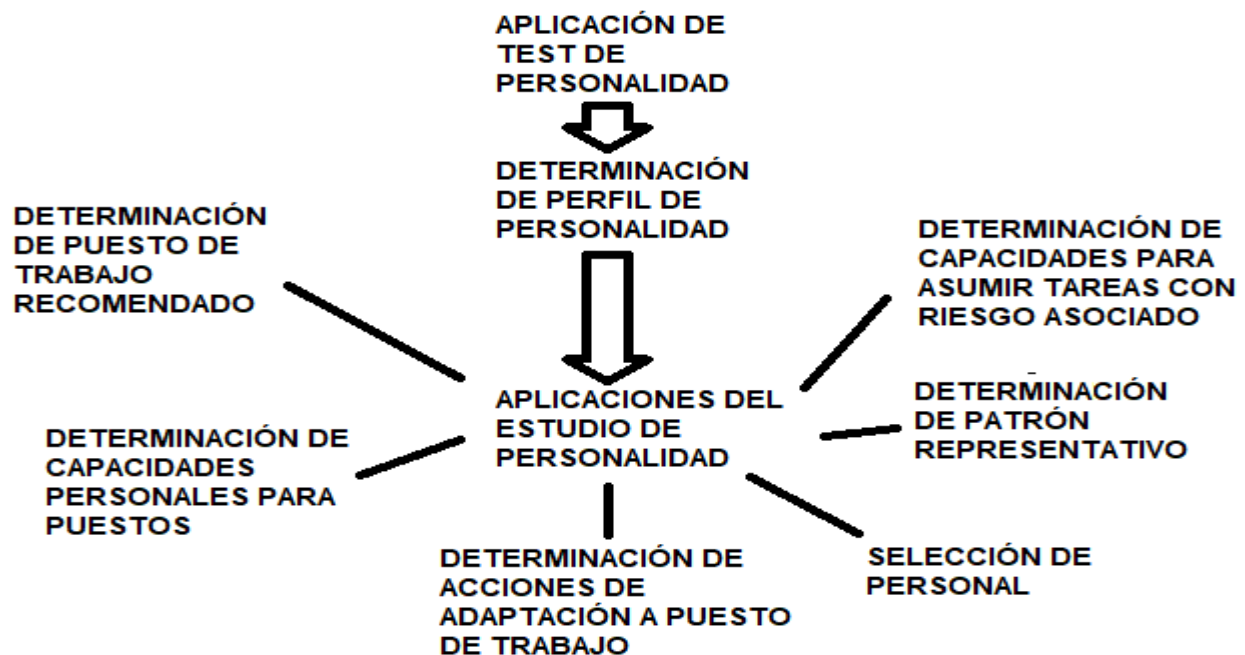 APLICACIÓN DE
TEST DE
PERSONALIDAD
DETERMINACIÓN
DE PERFIL DE
PERSONALIDAD
DETERMINACIÓN
DE PUESTO DE
TRABAJO
RECOMENDADO
DETERMINACIÓN DE
CAPACIDADES PARA
ASUMIR TAREAS CON
RIESGO ASOCIADO
APLICACIONES DEL
ESTUDIO DE
PERSONALIDAD
DETERMINACIÓN
DE PATRÓN
REPRESENTATIVO
DETERMINACIÓN DE
CAPACIDADES
PERSONALES PARA
PUESTOS
DETERMINACIÓN DE
ACCIONES DE
ADAPTACIÓN A PUESTO
DE TRABAJO
SELECCIÓN DE
PERSONAL